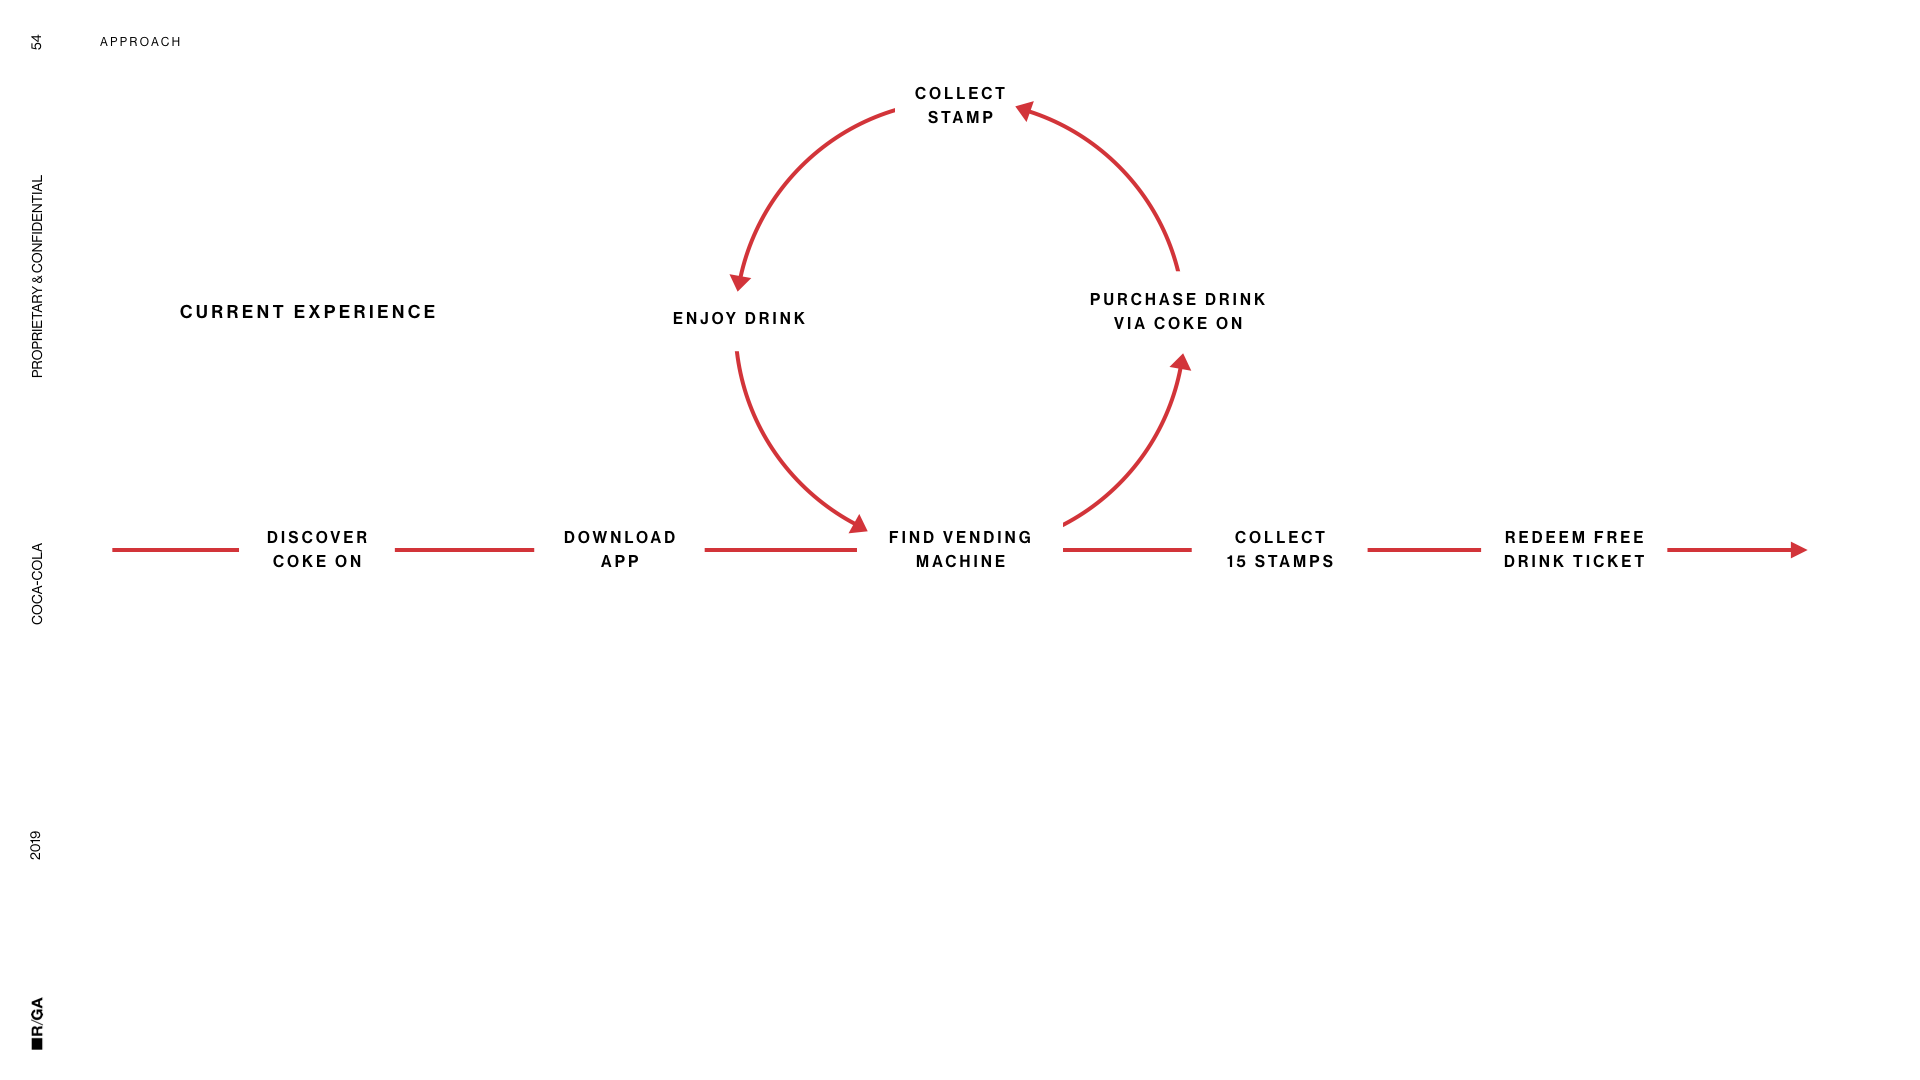 54
APPROACH
PROPRIETARY & CONFIDENTIAL
COCA-COLA
2019
R/GA
CURRENT EXPERIENCE
COLLECT
STAMP
ENJOY DRINK
PURCHASE DRINK
VIA COKE ON
DISCOVER
COKE ON
DOWNLOAD
APP
FIND VENDING
MACHINE
COLLECT
15 STAMPS
REDEEM FREE
DRINK TICKET